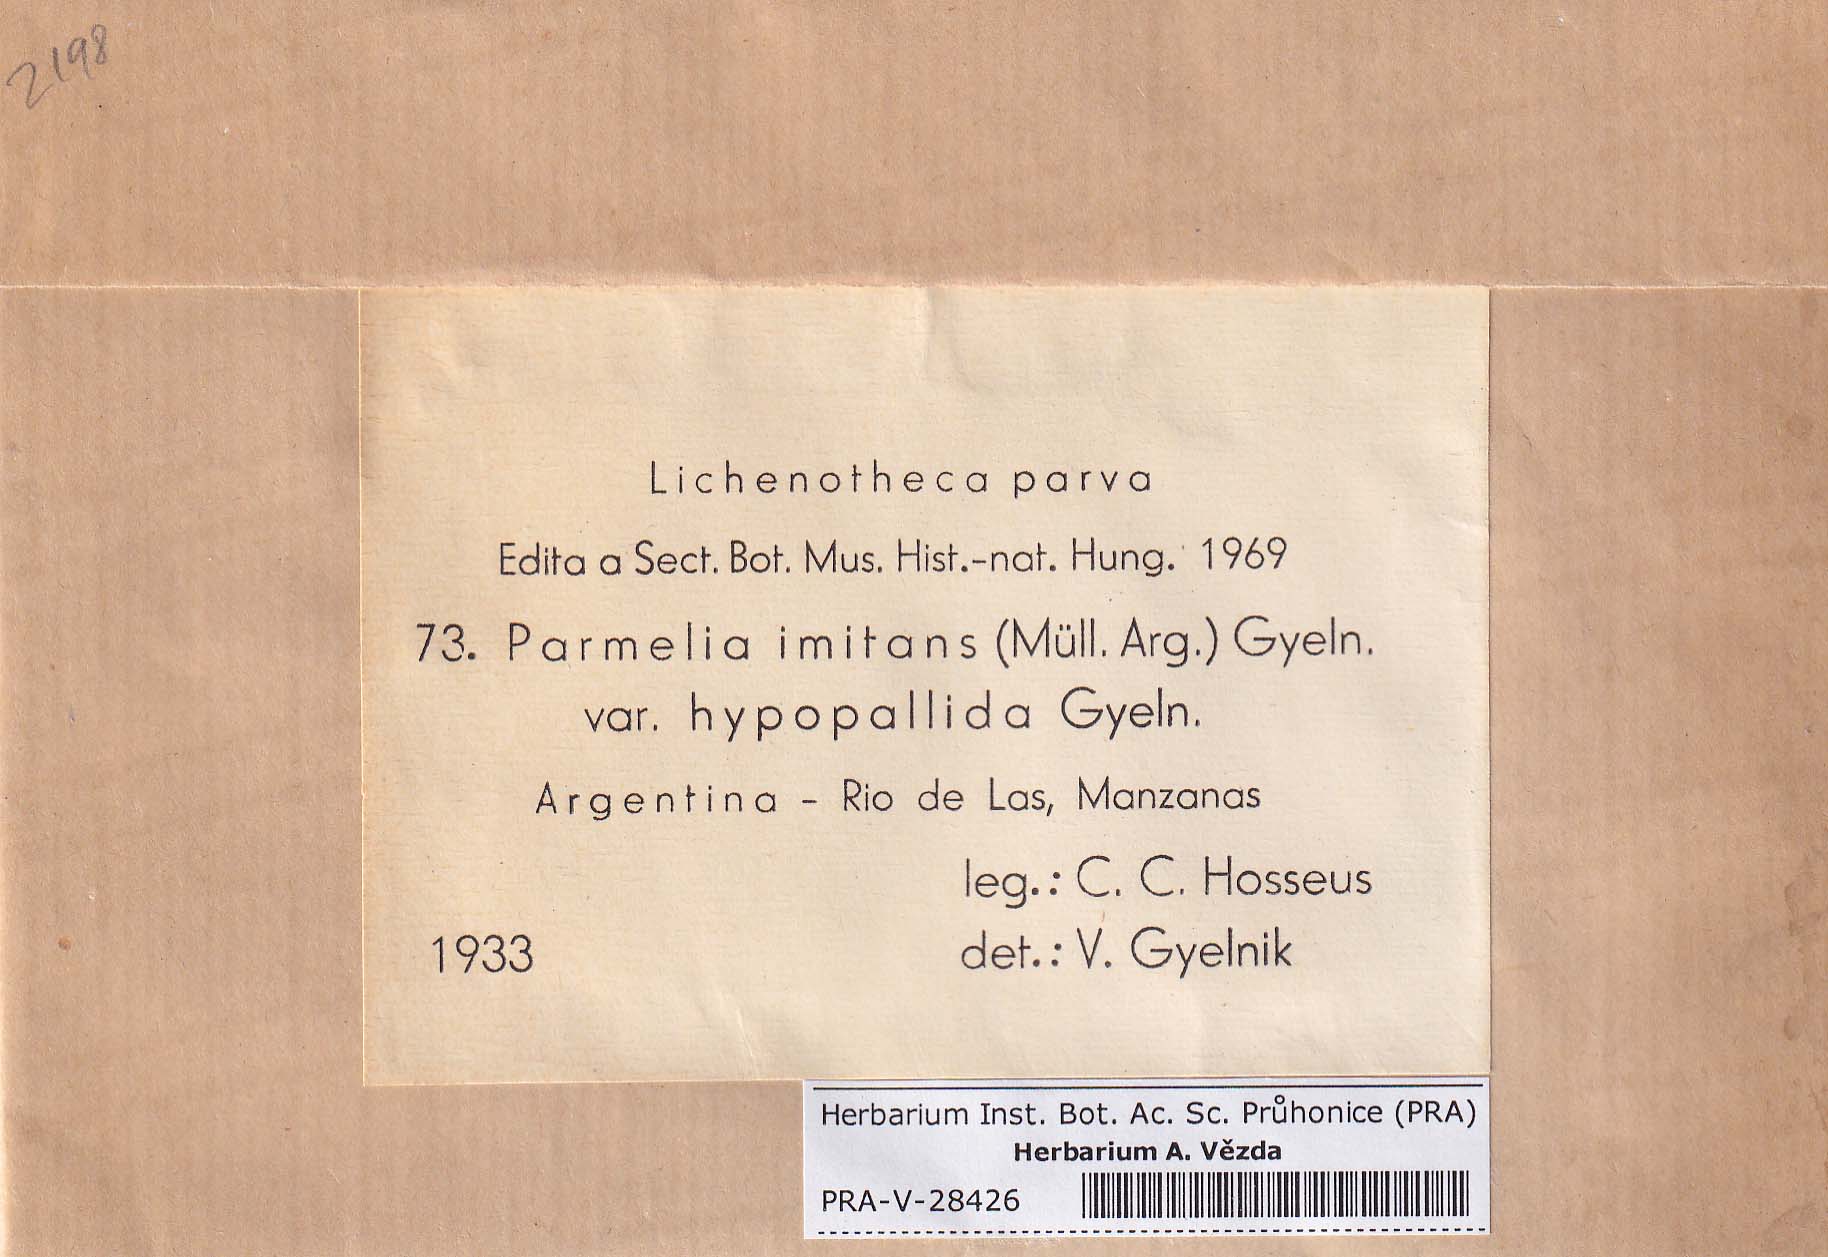 2198
Lichenotheca parva
Edita a Sect. Bot. Mus. Hist.-nat. Hung. 1969
73. Parmelia imitans (Müll. Arg.) Gyeln.
var. hypopallida Gyeln.
Argentina - Rio de Las, Manzanas
leg.: C. C. Hosseus
1933 det.: V. Gyelnik
Herbarium Inst. Bot. Ac. Sc. Průhonice (PRA)
Herbarium A. Vězda
PRA-V-28426